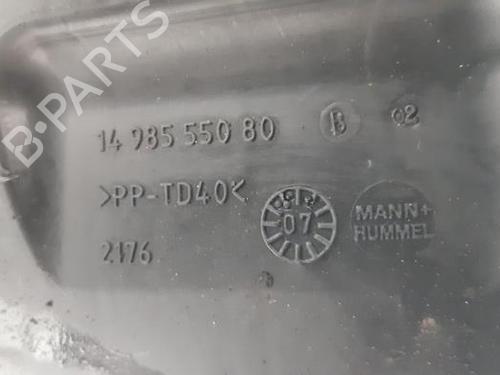 B-PARTS
14 985 550 80 B 02
>PP-TD40<
07
MANN+
HUMMEL
2176